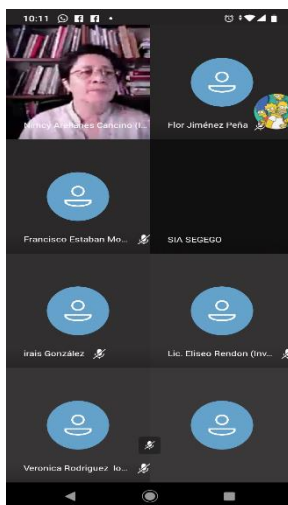 10:11
Nancy Arellanes Cancino (I...
Flor Jiménez Peña
Francisco Estaban Mo...
SIA SEGEGO
irais González
Lic. Eliseo Rendon (Inv...
Veronica Rodriguez lo...